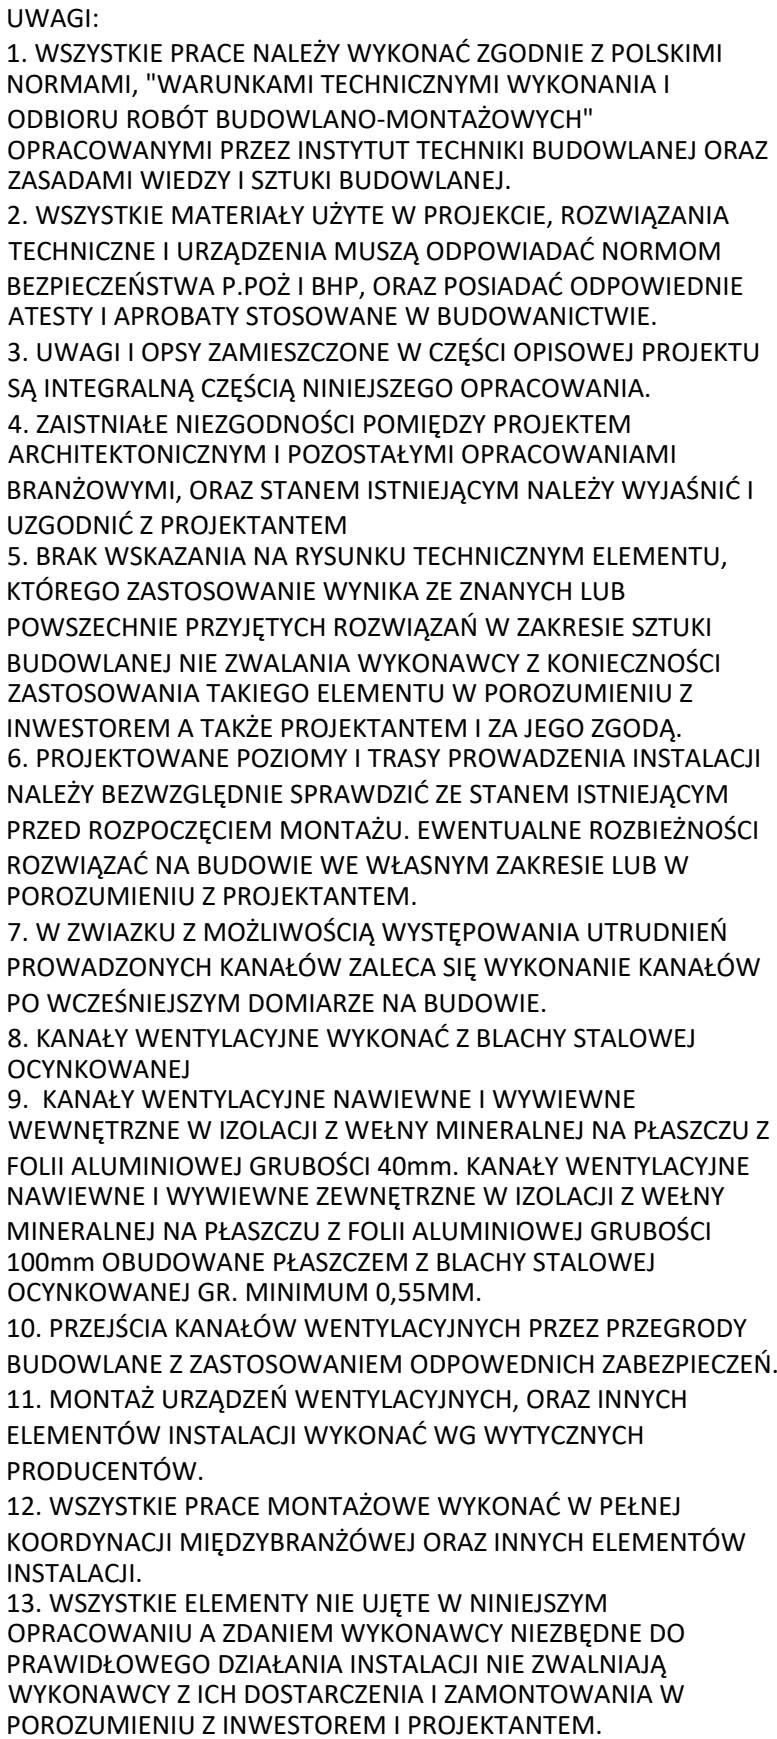 UWAGI:
1. WSZYSTKIE PRACE NALEŻY WYKONAĆ ZGODNIE Z POLSKIMI
NORMAMI, "WARUNKAMI TECHNICZNYMI WYKONANIA I
ODBIORU ROBÓT BUDOWLANO-MONTAŻOWYCH"
OPRACOWANYMI PRZEZ INSTYTUT TECHNIKI BUDOWLANEJ ORAZ
ZASADAMI WIEDZY I SZTUKI BUDOWLANEJ.
2. WSZYSTKIE MATERIAŁY UŻYTE W PROJEKCIE, ROZWIĄZANIA
TECHNICZNE I URZĄDZENIA MUSZĄ ODPOWIADAĆ NORMOM
BEZPIECZEŃSTWA P.POŻ I BHP, ORAZ POSIADAĆ ODPOWIEDNIE
ATESTY I APROBATY STOSOWANE W BUDOWANICTWIE.
3. UWAGI I OPSY ZAMIESZCZONE W CZĘŚCI OPISOWEJ PROJEKTU
SĄ INTEGRALNĄ CZĘŚCIĄ NINIEJSZEGO OPRACOWANIA.
4. ZAISTNIAŁE NIEZGODNOŚCI POMIĘDZY PROJEKTEM
ARCHITEKTONICZNYM I POZOSTAŁYMI OPRACOWANIAMI
BRANŻOWYMI, ORAZ STANEM ISTNIEJĄCYM NALEŻY WYJAŚNIĆ I
UZGODNIĆ Z PROJEKTANTEM
5. BRAK WSKAZANIA NA RYSUNKU TECHNICZNYM ELEMENTU,
KTÓREGO ZASTOSOWANIE WYNIKA ZE ZNANYCH LUB
POWSZECHNIE PRZYJĘTYCH ROZWIĄZAŃ W ZAKRESIE SZTUKI
BUDOWLANEJ NIE ZWALANIA WYKONAWCY Z KONIECZNOŚCI
ZASTOSOWANIA TAKIEGO ELEMENTU W POROZUMIENIU Z
INWESTOREM A TAKŻE PROJEKTANTEM I ZA JEGO ZGODĄ.
6. PROJEKTOWANE POZIOMY I TRASY PROWADZENIA INSTALACJI
NALEŻY BEZWZGLĘDNIE SPRAWDZIĆ ZE STANEM ISTNIEJĄCYM
PRZED ROZPOCZĘCIEM MONTAŻU. EWENTUALNE ROZBIEŻNOŚCI
ROZWIĄZAĆ NA BUDOWIE WE WŁASNYM ZAKRESIE LUB W
POROZUMIENIU Z PROJEKTANTEM.
7. W ZWIAZKU Z MOŻLIWOŚCIĄ WYSTĘPOWANIA UTRUDNIEŃ
PROWADZONYCH KANAŁÓW ZALECA SIĘ WYKONANIE KANAŁÓW
PO WCZEŚNIEJSZYM DOMIARZE NA BUDOWIE.
8. KANAŁY WENTYLACYJNE WYKONAĆ Z BLACHY STALOWEJ
OCYNKOWANEJ
9.  KANAŁY WENTYLACYJNE NAWIEWNE I WYWIEWNE
WEWNĘTRZNE W IZOLACJI Z WEŁNY MINERALNEJ NA PŁASZCZU Z
FOLII ALUMINIOWEJ GRUBOŚCI 40mm. KANAŁY WENTYLACYJNE
NAWIEWNE I WYWIEWNE ZEWNĘTRZNE W IZOLACJI Z WEŁNY
MINERALNEJ NA PŁASZCZU Z FOLII ALUMINIOWEJ GRUBOŚCI
100mm OBUDOWANE PŁASZCZEM Z BLACHY STALOWEJ
OCYNKOWANEJ GR. MINIMUM 0,55MM.
10. PRZEJŚCIA KANAŁÓW WENTYLACYJNYCH PRZEZ PRZEGRODY
BUDOWLANE Z ZASTOSOWANIEM ODPOWEDNICH ZABEZPIECZEŃ.
11. MONTAŻ URZĄDZEŃ WENTYLACYJNYCH, ORAZ INNYCH
ELEMENTÓW INSTALACJI WYKONAĆ WG WYTYCZNYCH
PRODUCENTÓW.
12. WSZYSTKIE PRACE MONTAŻOWE WYKONAĆ W PEŁNEJ
KOORDYNACJI MIĘDZYBRANŻÓWEJ ORAZ INNYCH ELEMENTÓW
INSTALACJI.
13. WSZYSTKIE ELEMENTY NIE UJĘTE W NINIEJSZYM
OPRACOWANIU A ZDANIEM WYKONAWCY NIEZBĘDNE DO
PRAWIDŁOWEGO DZIAŁANIA INSTALACJI NIE ZWALNIAJĄ
WYKONAWCY Z ICH DOSTARCZENIA I ZAMONTOWANIA W
POROZUMIENIU Z INWESTOREM I PROJEKTANTEM.